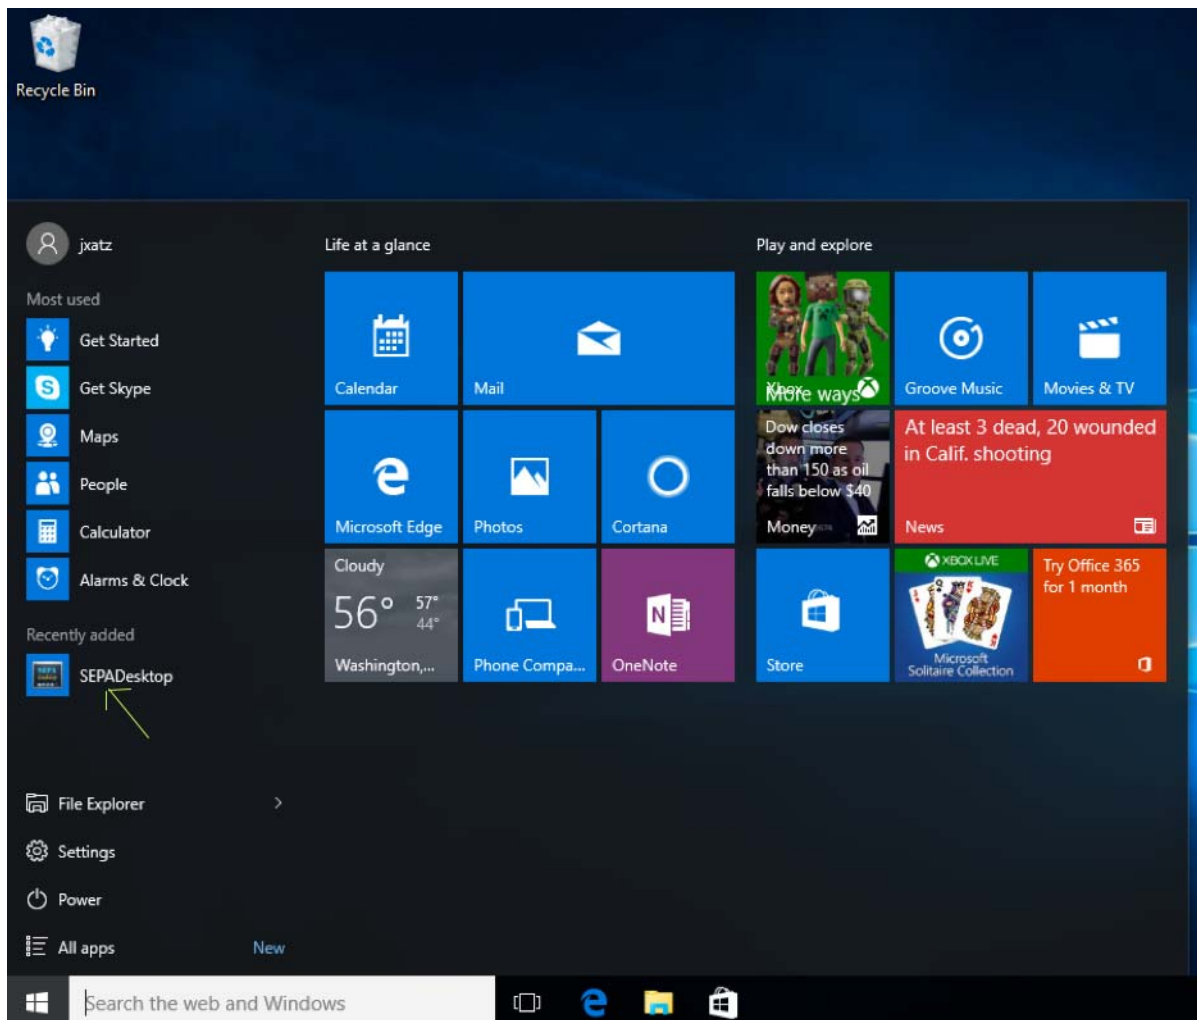 Recycle Bin
jxatz
Most used
Get Started
Get Skype
Maps
People
Calculator
Alarms & Clock
Recently added
SEPADesktop
File Explorer
Settings
Power
All apps
New
Life at a glance
Calendar
Mail
Microsoft Edge
Photos
Cortana
Cloudy
56° 57°
44°
Washington,...
Phone Compa...
N
OneNote
Play and explore
Xbox
More ways
Groove Music
Movies & TV
Dow closes
down more
than 150 as oil
falls below $40
Money
At least 3 dead, 20 wounded
in Calif. shooting
News
Store
XBOX LIVE
Microsoft
Solitaire Collection
Try Office 365
for 1 month
Search the web and Windows